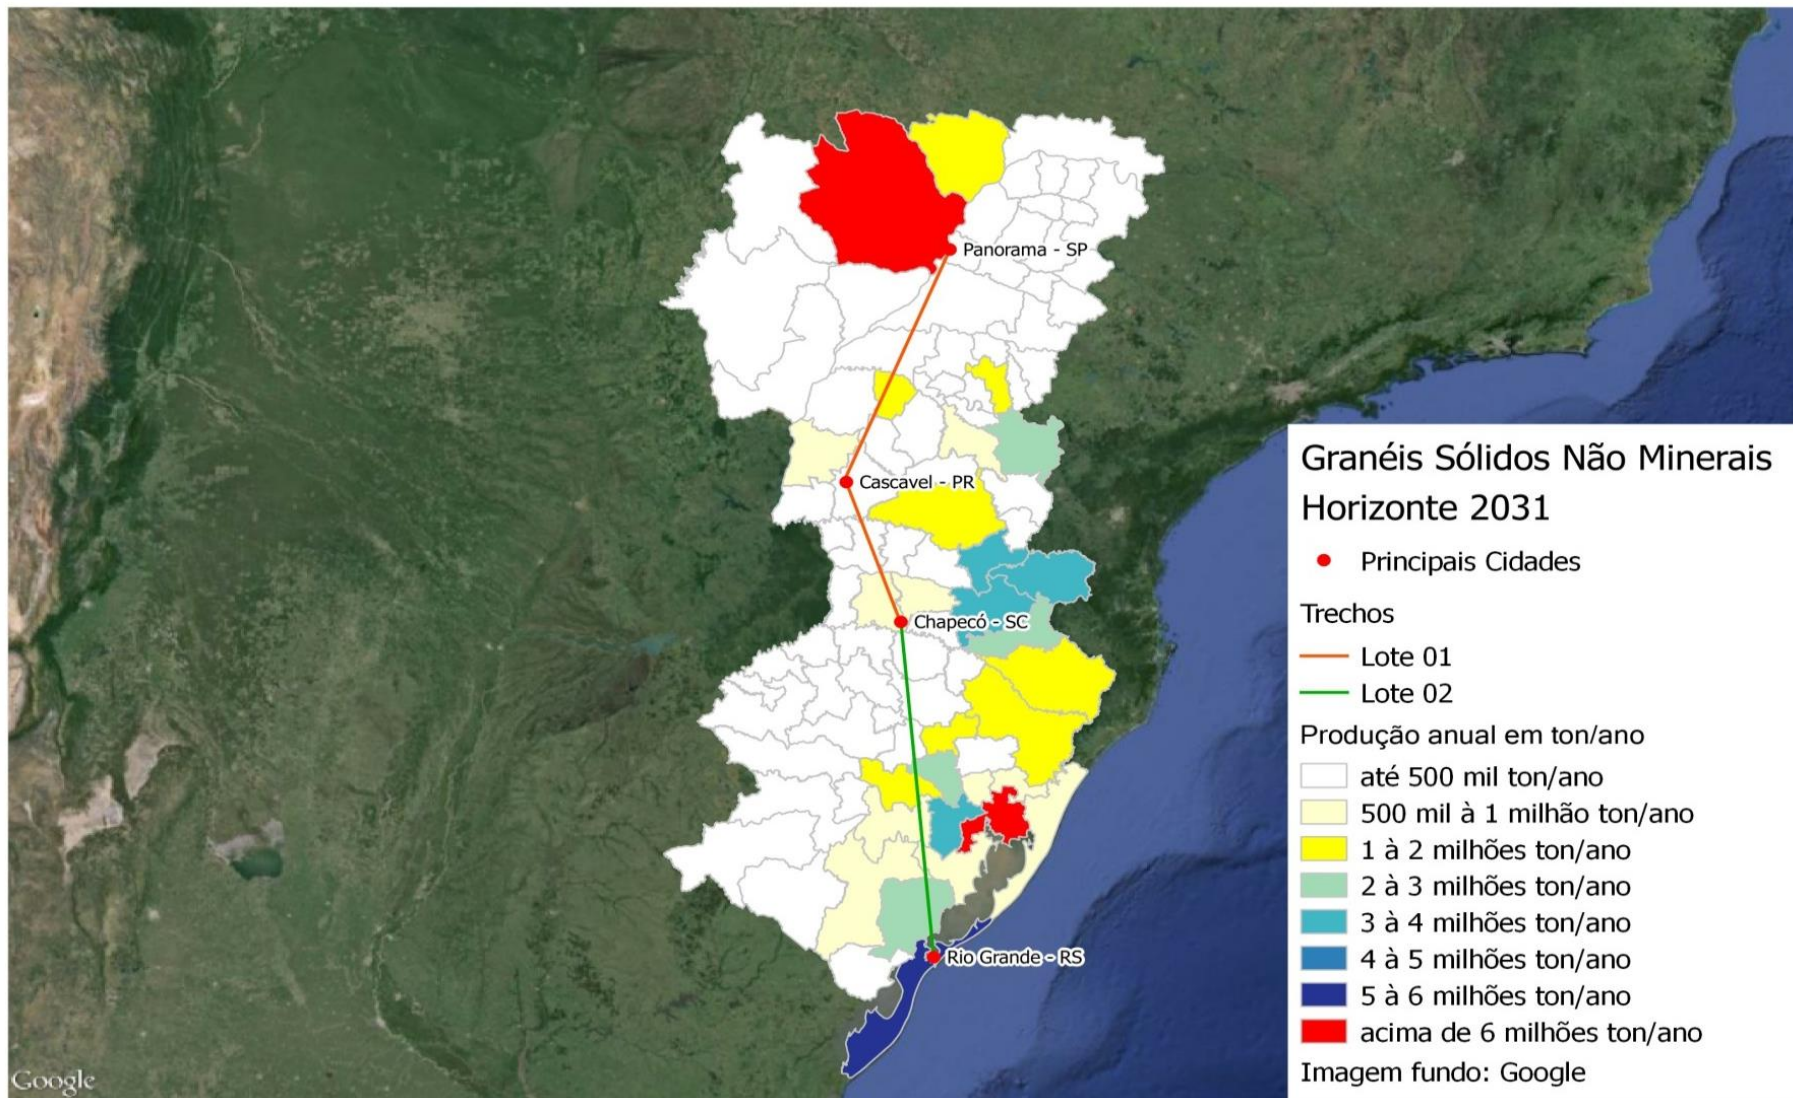 Panorama - SP
Cascavel - PR
Chapecó - SC
Rio Grande - RS
Granéis Sólidos Não Minerais
Horizonte 2031
Principais Cidades
Trechos
Lote 01
Lote 02
Produção anual em ton/ano
até 500 mil ton/ano
500 mil à 1 milhão ton/ano
1 à 2 milhões ton/ano
2 à 3 milhões ton/ano
3 à 4 milhões ton/ano
4 à 5 milhões ton/ano
5 à 6 milhões ton/ano
acima de 6 milhões ton/ano
Imagem fundo: Google
Google